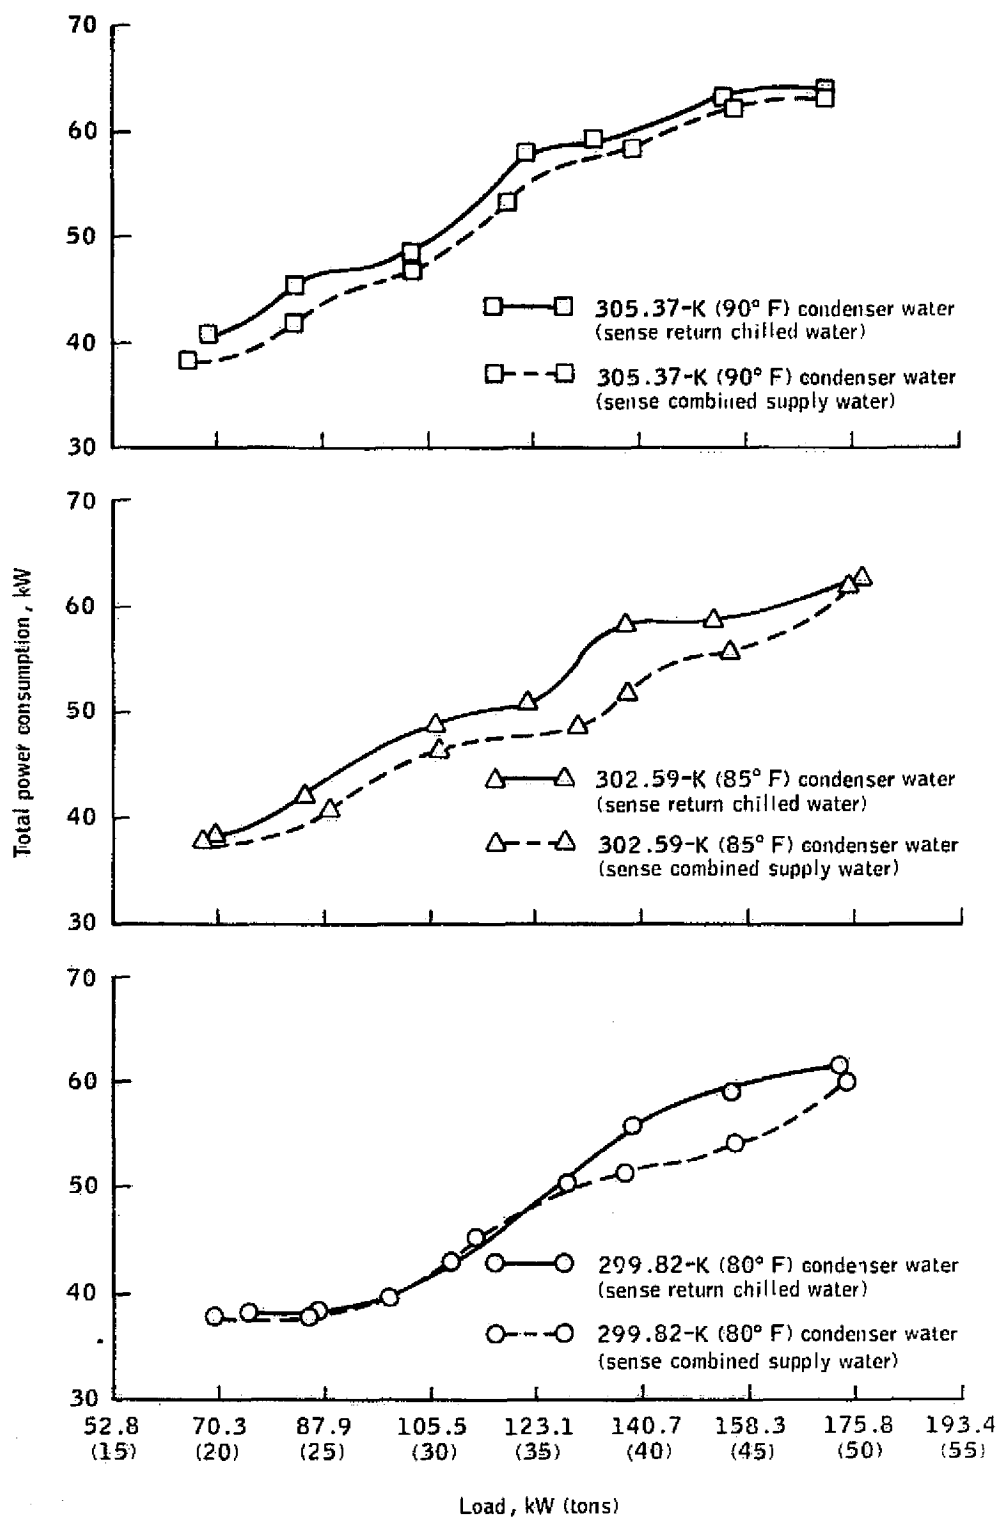 70
60
50
40
30
305.37-K (90° F) condenser water
(sense return chilled water)
305.37-K (90° F) condenser water
(sense combined supply water)
Total power consumption, kW
70
60
50
40
30
302.59-K (85° F) condenser water
(sense return chilled water)
302.59-K (85° F) condenser water
(sense combined supply water)
70
60
50
40
30
299.82-K (80° F) condenser water
(sense return chilled water)
299.82-K (80° F) condenser water
(sense combined supply water)
52.8 70.3 87.9 105.5 123.1 140.7 158.3 175.8 193.4
(15) (20) (25) (30) (35) (40) (45) (50) (55)
Load, kW (tons)